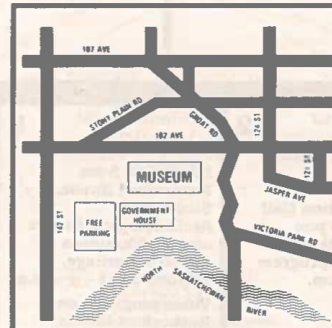 107 AVE
STONY PLAIN RD
GROAT RD
124 ST
102 AVE
MUSEUM
JASPER AVE
GOVERNMENT
HOUSE
FREE
PARKING
142 ST
VICTORIA PARK RD
NORTH SASKATCHEWAN RIVER